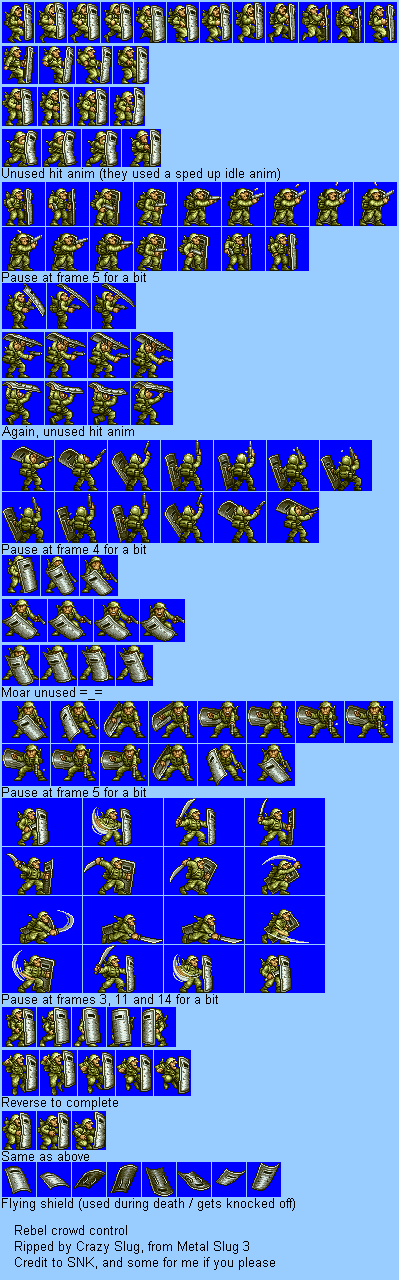 Unused hit anim (they used a sped up idle anim)
Pause at frame 5 for a bit
Again, unused hit anim
Pause at frame 4 for a bit
Moar unused =_=
Pause at frame 5 for a bit
Pause at frames 3, 11 and 14 for a bit
Reverse to complete
Same as above
Flying shield (used during death / gets knocked off)
Rebel crowd control
Ripped by Crazy Slug, from Metal Slug 3
Credit to SNK, and some for me if you please